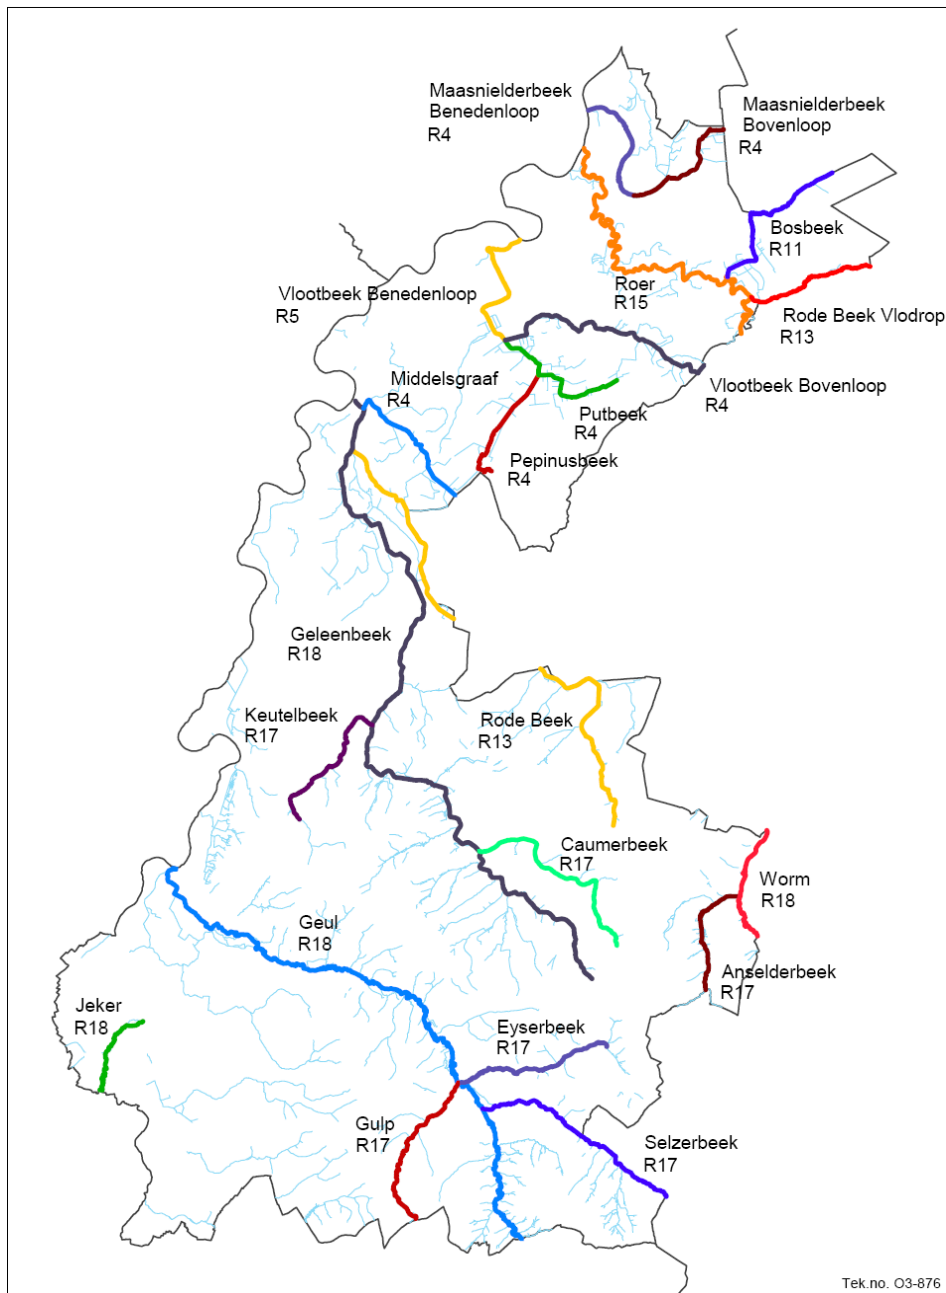 Maasnielderbeek
Benedenloop
R4
Maasnielderbeek
Bovenloop
R4
Bosbeek
R11
Roer
R15
Vlootbeek Benedenloop
R5
Rode Beek Vlodrop
R13
Middelsgraaf
R4
Vlootbeek Bovenloop
R4
Putbeek
R4
Pepinusbeek
R4
Geleenbeek
R18
Keutelbeek
R17
Rode Beek
R13
Caumerbeek
R17
Worm
R18
Geul
R18
Anselderbeek
R17
Jeker
R18
Eyserbeek
R17
Gulp
R17
Selzerbeek
R17
Tek.no. O3-876